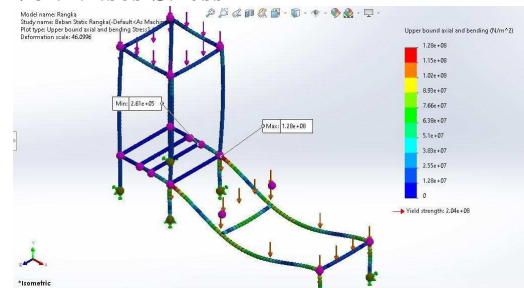 Model name: Rangka
Study name: Beban Static Rangka(-Default<As Machin
Plot type: Upper bound axial and bending Stress1
Deformation scale: 46.0996
Upper bound axial and bending (N/m^2)
1.28e+08
1.15e+08
1.02e+08
8.93e+07
7.66e+07
6.38e+07
5.1e+07
3.83e+07
2.55e+07
1.28e+07
0
Yield strength: 2.04e+08
Min: 2.61e+05
Max: 1.28e+08
*Isometric